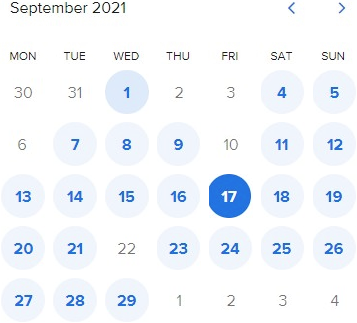 September 2021
MON TUE WED THU FRI SAT SUN
30 31 1 2 3 4 5
6 7 8 9 10 11 12
13 14 15 16 17 18 19
20 21 22 23 24 25 26
27 28 29 1 2 3 4